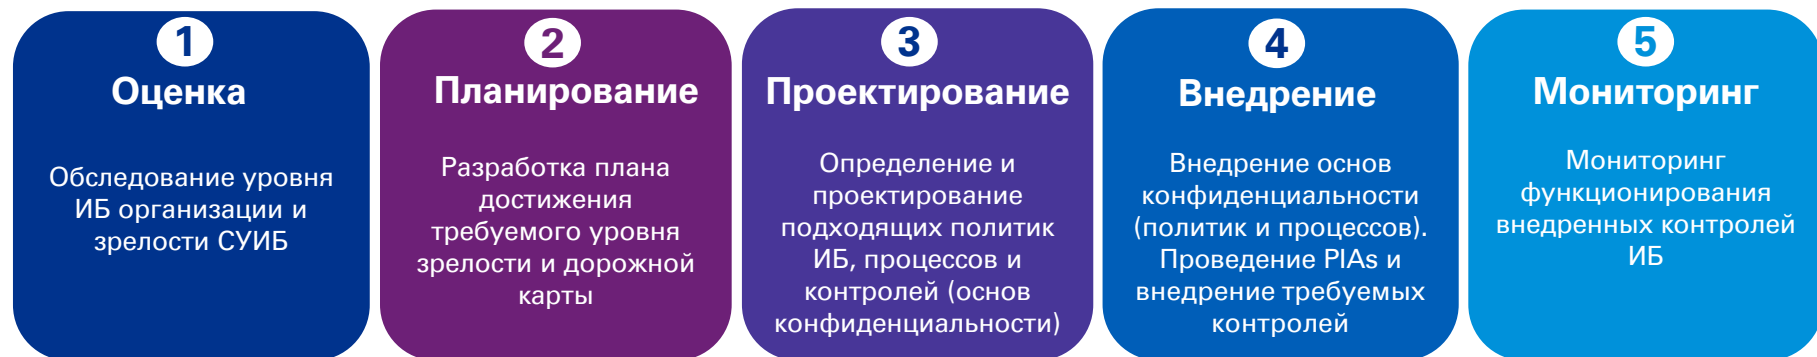 1
Оценка
Обследование уровня
ИБ организации и
зрелости СУИБ
2
Планирование
Разработка плана
достижения
требуемого уровня
зрелости и дорожной
карты
3
Проектирование
Определение и
проектирование
подходящих политик
ИБ, процессов и
контролей (основ
конфиденциальности)
4
Внедрение
Внедрение основ
конфиденциальности
(политик и процессов).
Проведение PIAs и
внедрение требуемых
контролей
5
Мониторинг
Мониторинг
функционирования
внедренных контролей
ИБ